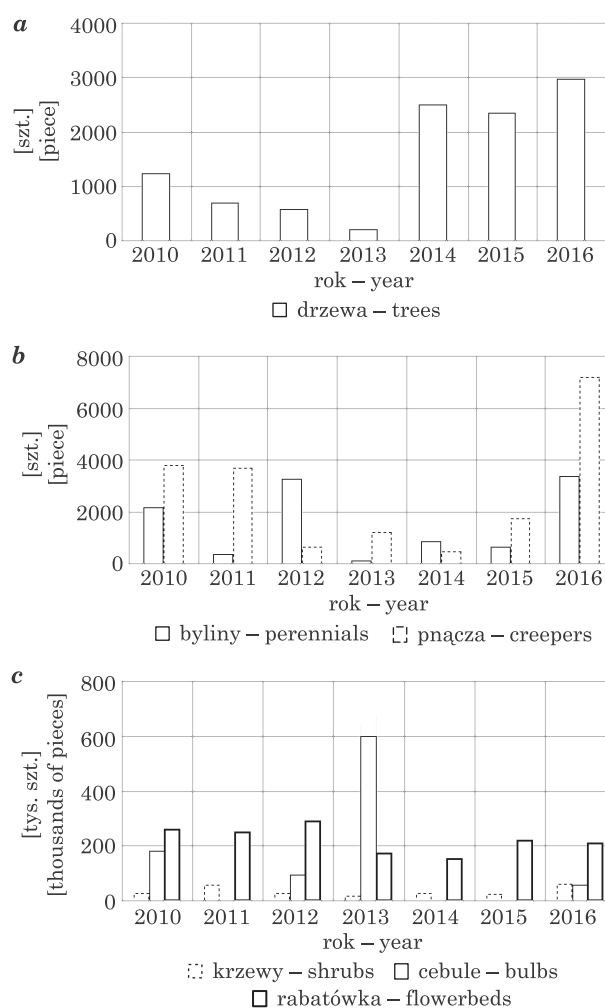 a
4000
3000
2000
1000
0
[szt.]
[piece]
2010 2011 2012 2013 2014 2015 2016
rok – year
drzewa – trees
b
8000
6000
4000
2000
0
[szt.]
[piece]
2010 2011 2012 2013 2014 2015 2016
rok – year
byliny – perennials pnącza – creepers
c
800
600
400
200
0
[tys. szt.]
[thousands of pieces]
2010 2011 2012 2013 2014 2015 2016
rok – year
krzewy – shrubs cebule – bulbs
rabatówka – flowerbeds